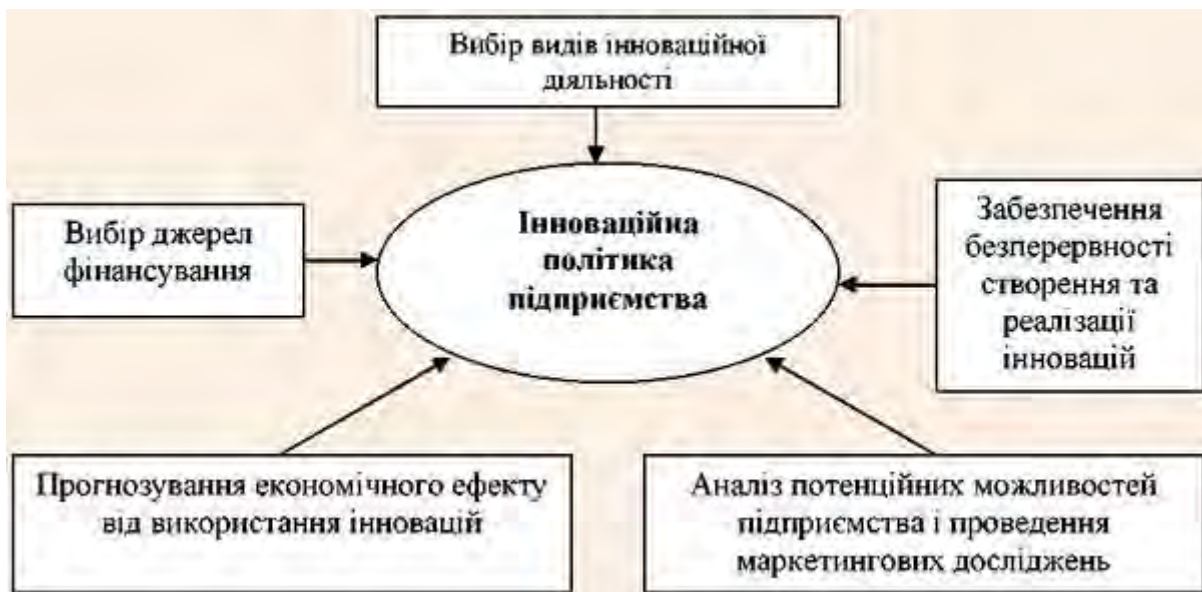 Вибір видів інноваційної
діяльності
Вибір джерел
фінансування
Інноваційна
політика
підприємства
Забезпечення
безперервності
створення та
реалізації
інновацій
Прогнозування економічного ефекту
від використання інновацій
Аналіз потенційних можливостей
підприємства і проведення
маркетингових досліджень